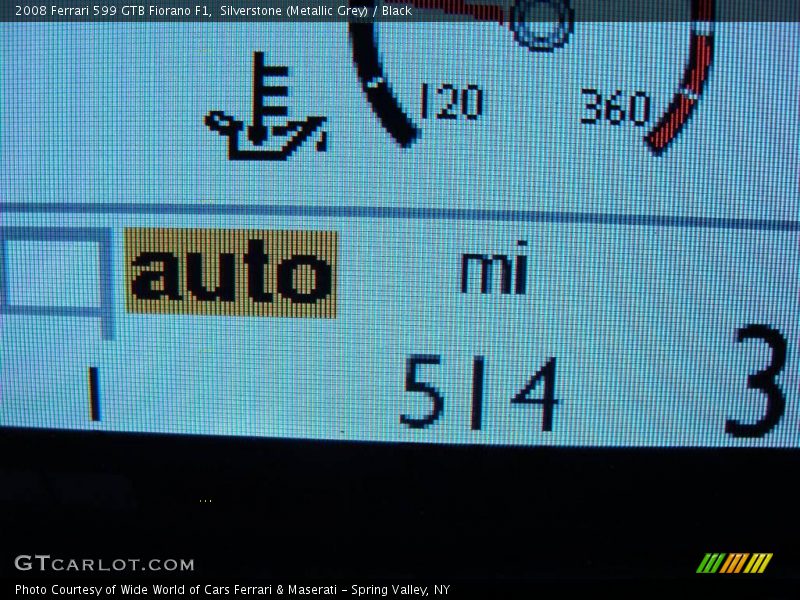 2008 Ferrari 599 GTB Fiorano F1, Silverstone (Metallic Grey) / Black
120 360
auto mi
1 514 3
GTCARLOT.COM
Photo Courtesy of Wide World of Cars Ferrari & Maserati - Spring Valley, NY